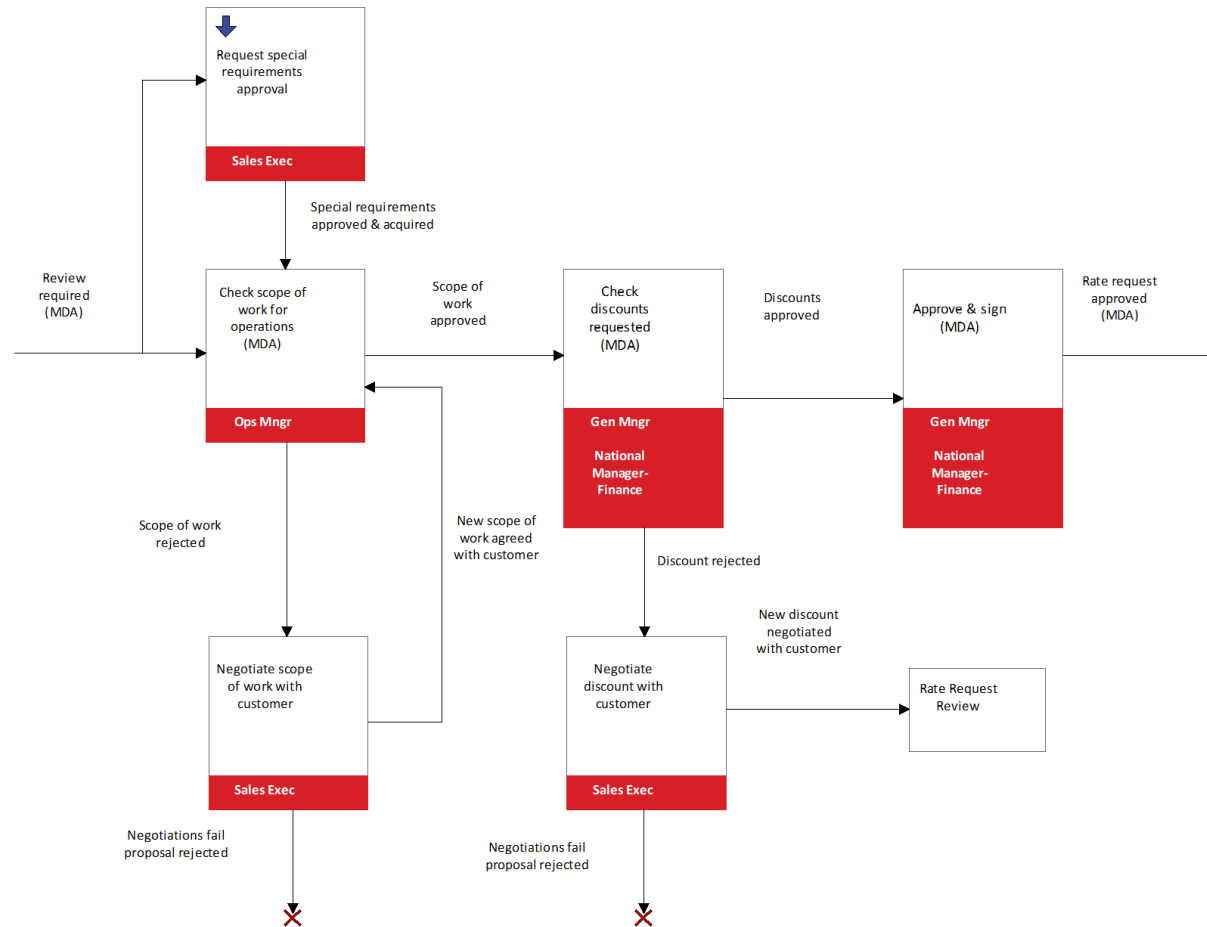 Request special
requirements
approval
Sales Exec
Special requirements
approved & acquired
Review
required
(MDA)
Check scope of
work for
operations
(MDA)
Ops Mngr
Scope of
work
approved
Check
discounts
requested
(MDA)
Gen Mngr
National
Manager-
Finance
Discounts
approved
Approve & sign
(MDA)
Gen Mngr
National
Manager-
Finance
Rate request
approved
(MDA)
Scope of work
rejected
New scope of
work agreed
with customer
Discount rejected
New discount
negotiated
with customer
Negotiate scope
of work with
customer
Sales Exec
Negotiate
discount with
customer
Sales Exec
Rate Request
Review
Negotiations fail
proposal rejected
Negotiations fail
proposal rejected